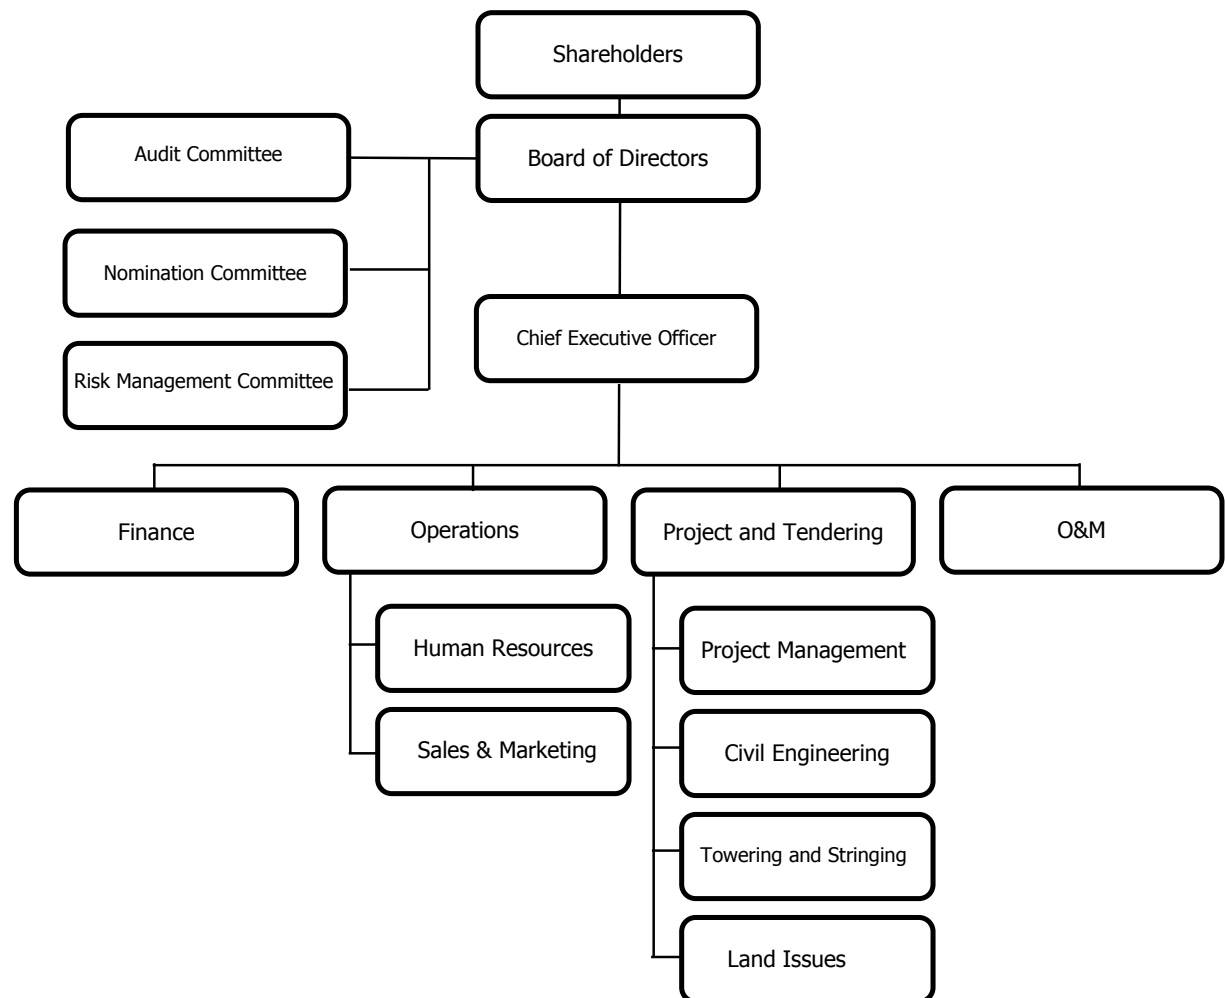 Shareholders
Audit Committee
Board of Directors
Nomination Committee
Chief Executive Officer
Risk Management Committee
Finance
Operations
Project and Tendering
O&M
Human Resources
Project Management
Sales & Marketing
Civil Engineering
Towering and Stringing
Land Issues